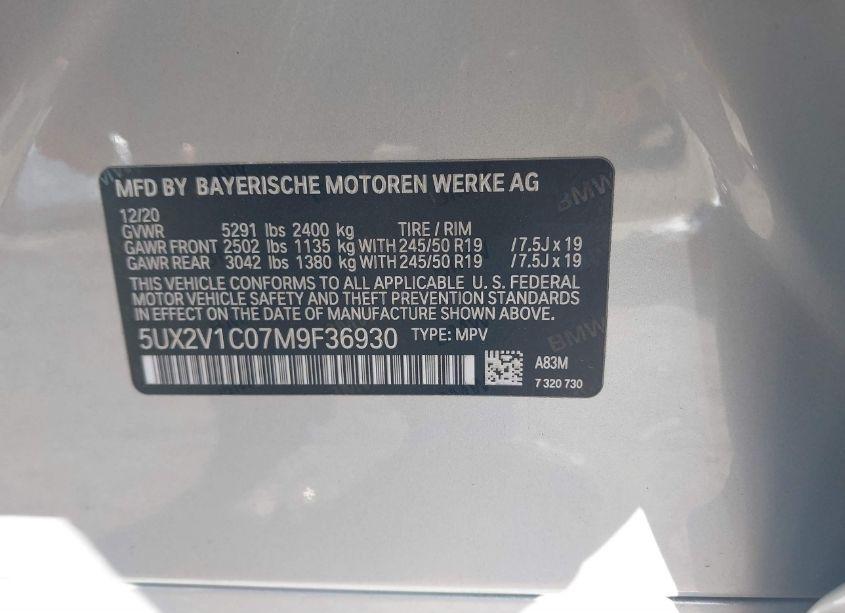 MFD BY BAYERISCHE MOTOREN WERKE AG
12/20
GVWR 5291 lbs 2400 kg TIRE / RIM
GAWR FRONT 2502 lbs 1135 kg WITH 245/50 R19 / 7.5J x 19
GAWR REAR 3042 lbs 1380 kg WITH 245/50 R19 / 7.5J x 19
THIS VEHICLE CONFORMS TO ALL APPLICABLE U. S. FEDERAL
MOTOR VEHICLE SAFETY AND THEFT PREVENTION STANDARDS
IN EFFECT ON THE DATE OF MANUFACTURE SHOWN ABOVE.
5UX2V1C07M9F36930 TYPE: MPV
A83M
7 320 730
BMW
BMW